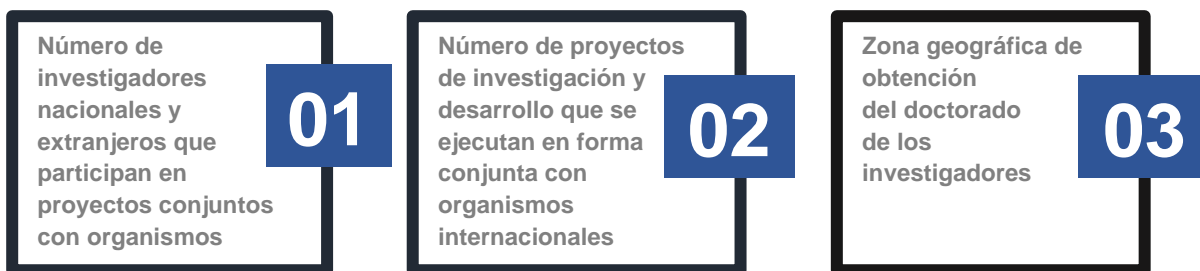 Número de
investigadores
nacionales y
extranjeros que
participan en
proyectos conjuntos
con organismos
01
Número de proyectos
de investigación y
desarrollo que se
ejecutan en forma
conjunta con
organismos
internacionales
02
Zona geográfica de
obtención
del doctorado
de los
investigadores
03